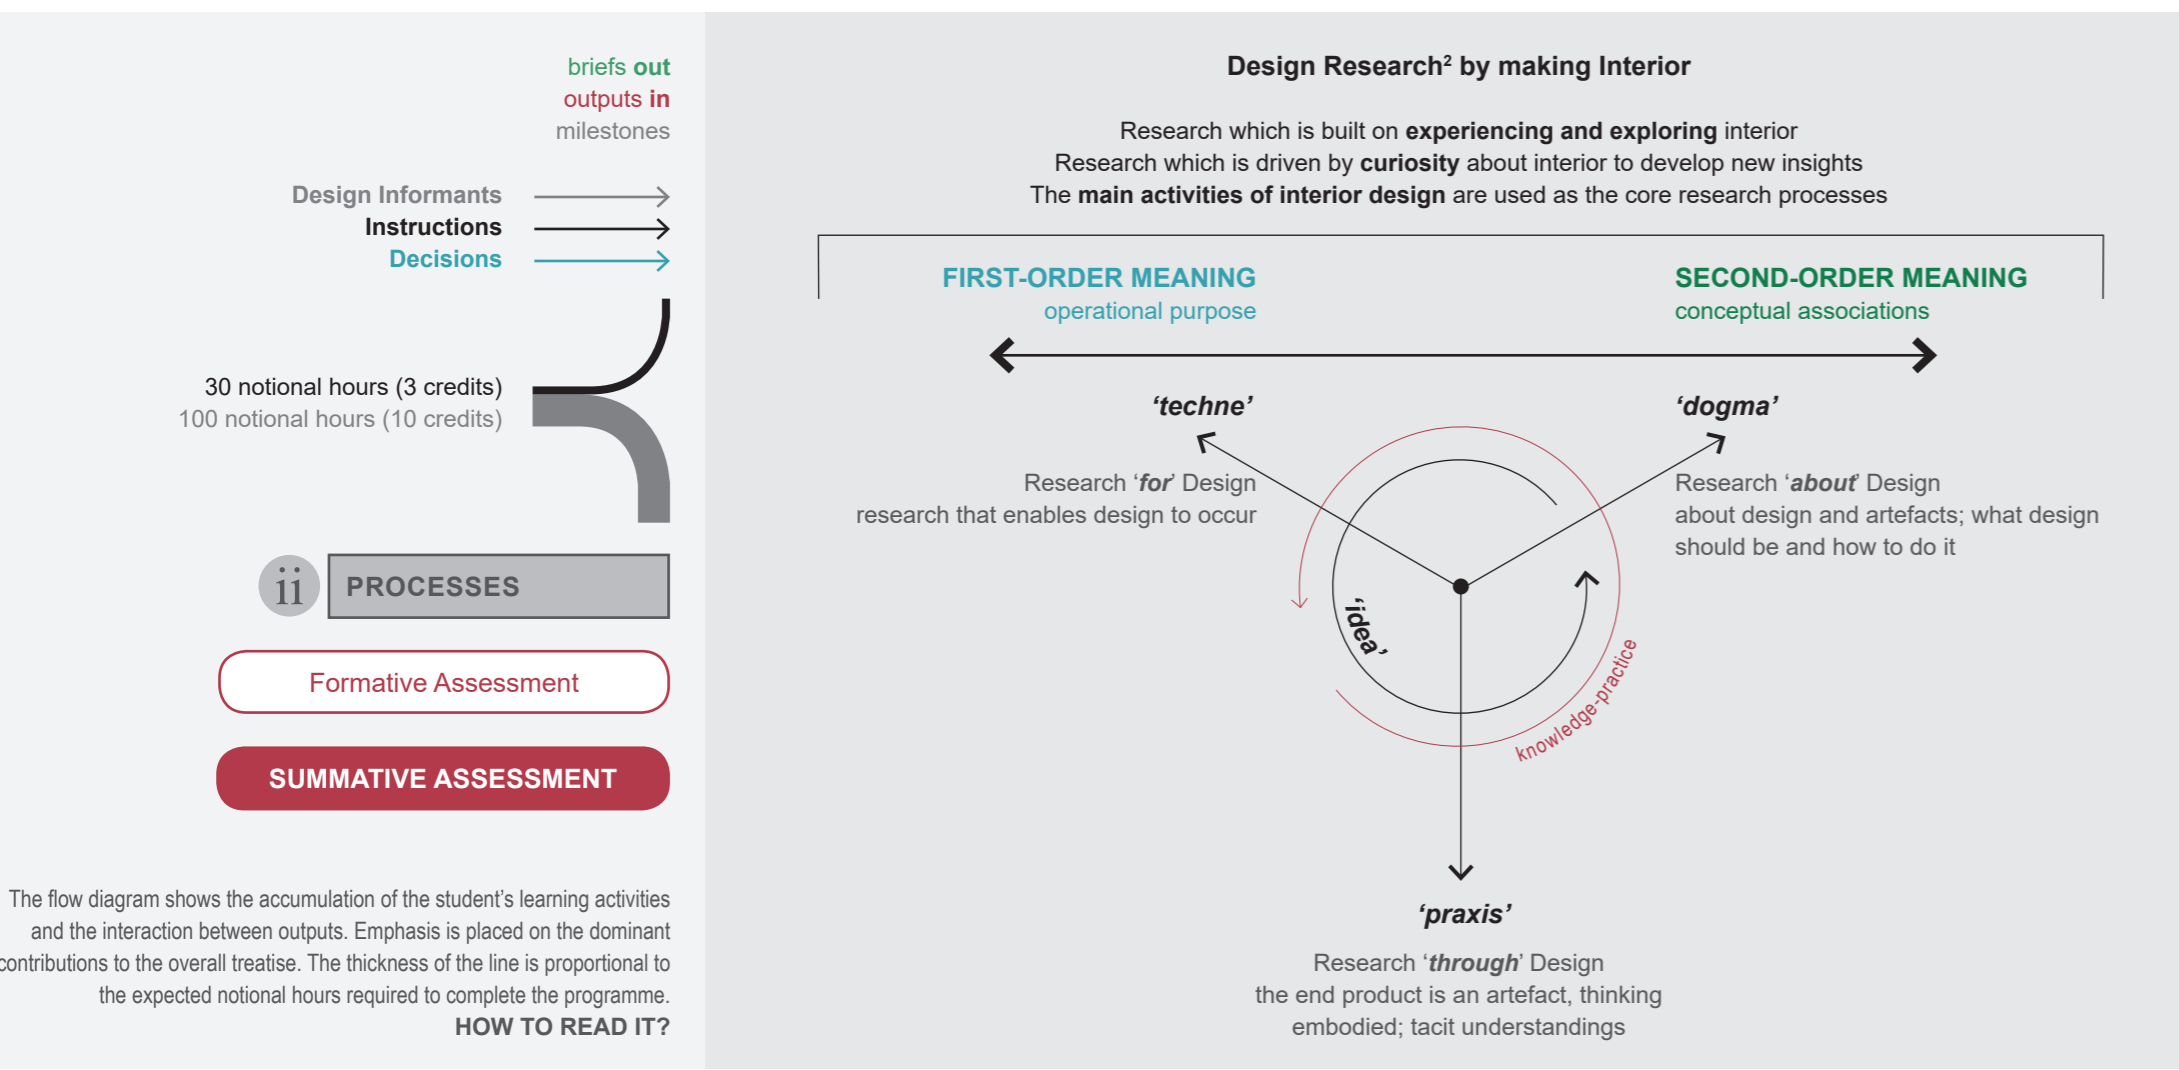 briefs out
outputs in
milestones
Design Informants
Instructions
Decisions
30 notional hours (3 credits)
100 notional hours (10 credits)
ii PROCESSES
Formative Assessment
SUMMATIVE ASSESSMENT
The flow diagram shows the accumulation of the student’s learning activities
and the interaction between outputs. Emphasis is placed on the dominant
contributions to the overall treatise. The thickness of the line is proportional to
the expected notional hours required to complete the programme.
HOW TO READ IT?
Design Research² by making Interior
Research which is built on experiencing and exploring interior
Research which is driven by curiosity about interior to develop new insights
The main activities of interior design are used as the core research processes
FIRST-ORDER MEANING
operational purpose
SECOND-ORDER MEANING
conceptual associations
‘techne’
Research ‘for’ Design
research that enables design to occur
‘dogma’
Research ‘about’ Design
about design and artefacts; what design
should be and how to do it
‘idea’
knowledge-practice
‘praxis’
Research ‘through’ Design
the end product is an artefact, thinking
embodied; tacit understandings